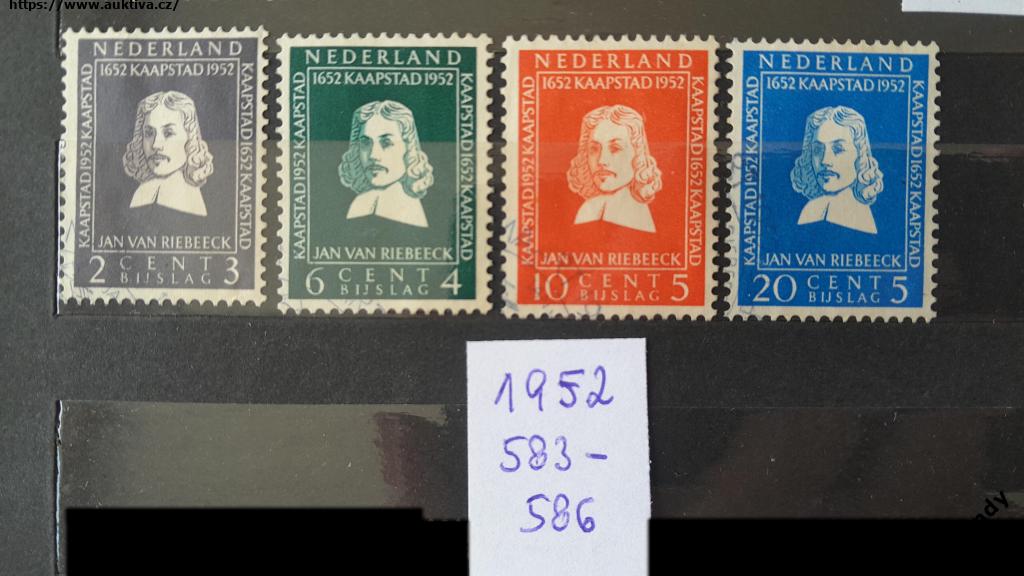 https://www.auktiva.cz/
NEDERLAND
1652 KAAPSTAD 1952
KAAPSTAD 1952 KAAPSTAD
KAAPSTAD 1652 KAAPSTAD
JAN VAN RIEBEECK
2 CENT 3
BIJSLAG
NEDERLAND
1652 KAAPSTAD 1952
KAAPSTAD 1952 KAAPSTAD
KAAPSTAD 1652 KAAPSTAD
JAN VAN RIEBEECK
6 CENT 4
BIJSLAG
NEDERLAND
1652 KAAPSTAD 1952
KAAPSTAD 1952 KAAPSTAD
KAAPSTAD 1652 KAAPSTAD
JAN VAN RIEBEECK
10 CENT 5
BIJSLAG
NEDERLAND
1652 KAAPSTAD 1952
KAAPSTAD 1952 KAAPSTAD
KAAPSTAD 1652 KAAPSTAD
JAN VAN RIEBEECK
20 CENT 5
BIJSLAG
1952
583-
586